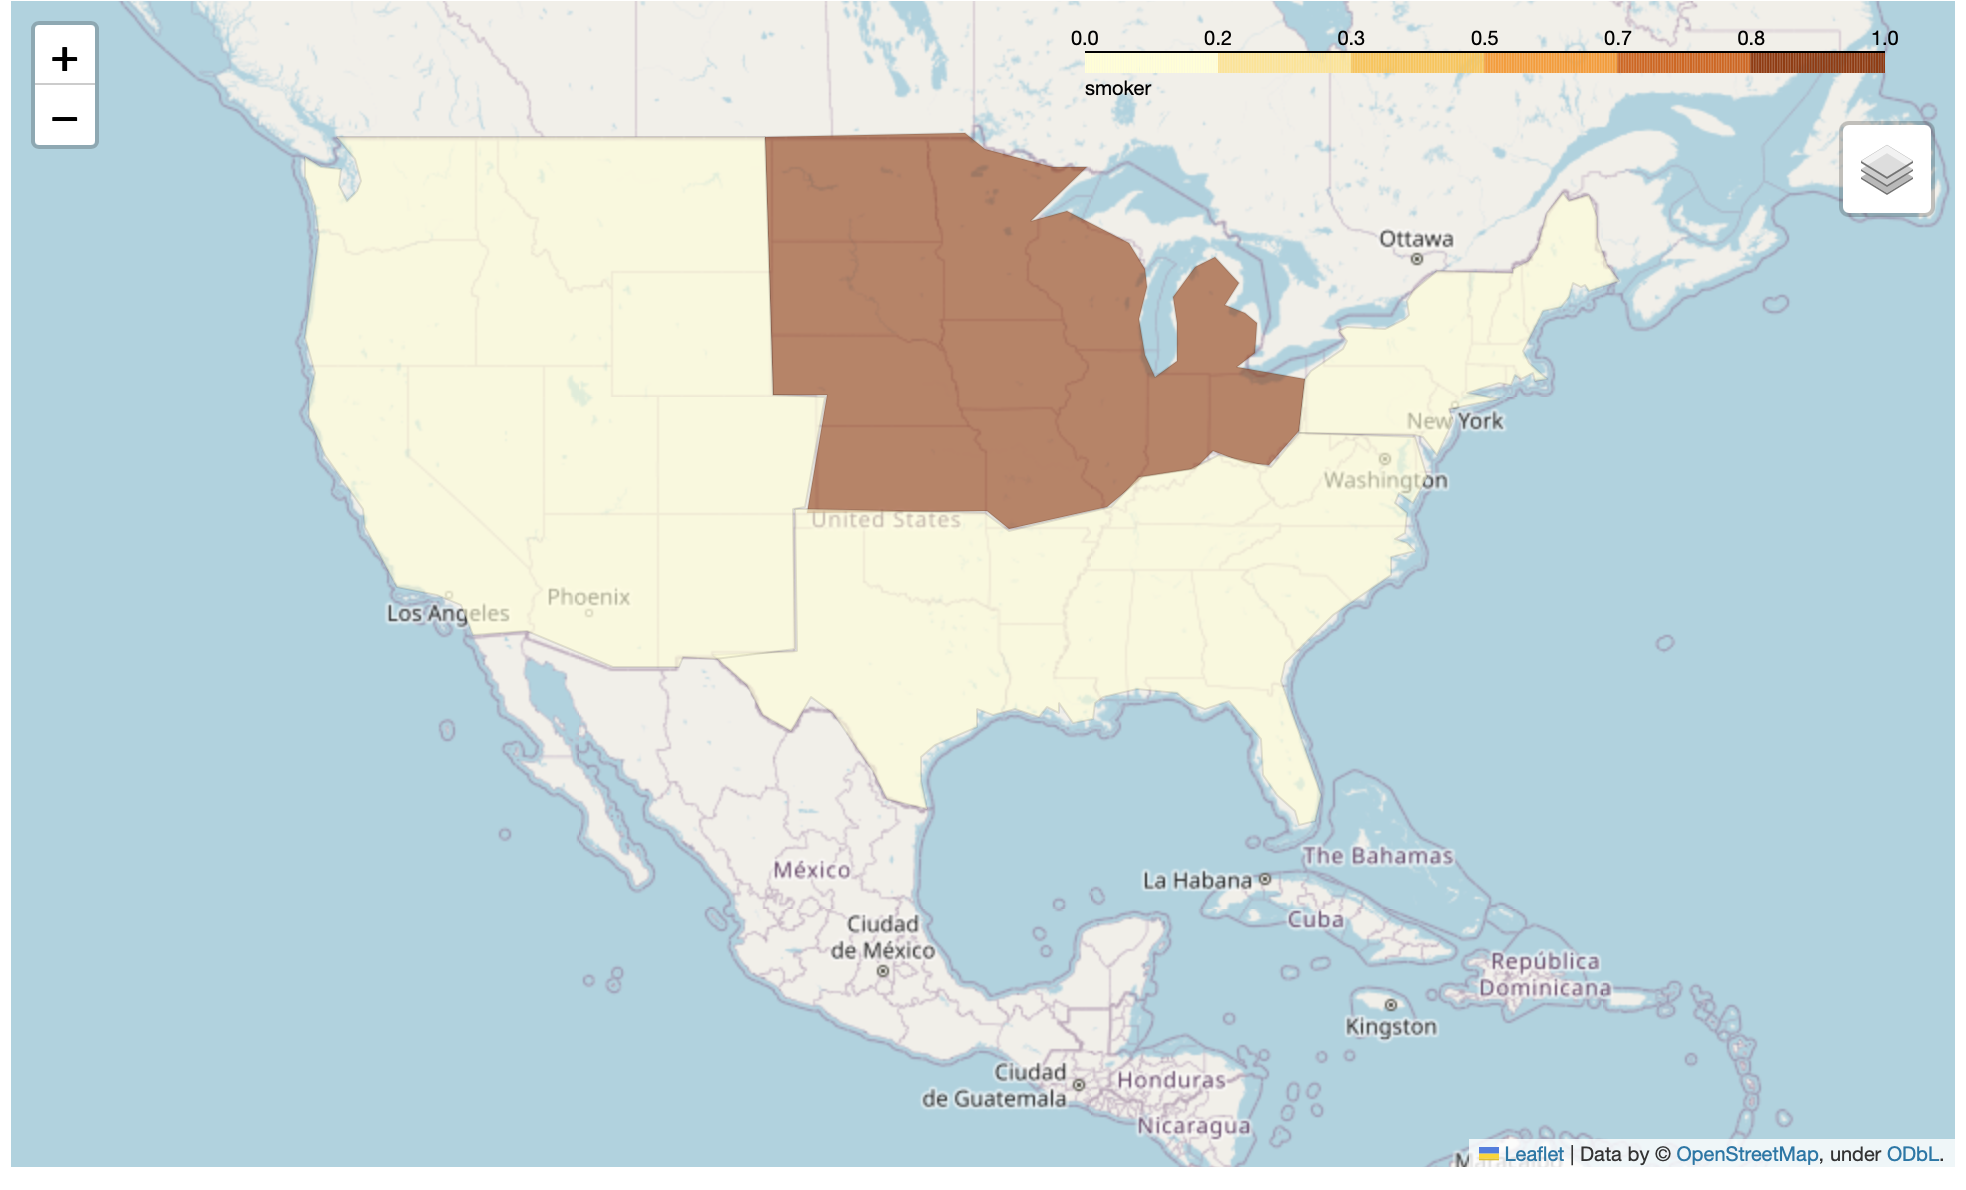 +
−
0.0 0.2 0.3 0.5 0.7 0.8 1.0
smoker
Ottawa
New York
Washington
United States
Phoenix
Los Angeles
The Bahamas
México
La Habana
Cuba
Ciudad
de México
República
Dominicana
Kingston
Ciudad
de Guatemala
Honduras
Nicaragua
Leaflet | Data by © OpenStreetMap, under ODbL.